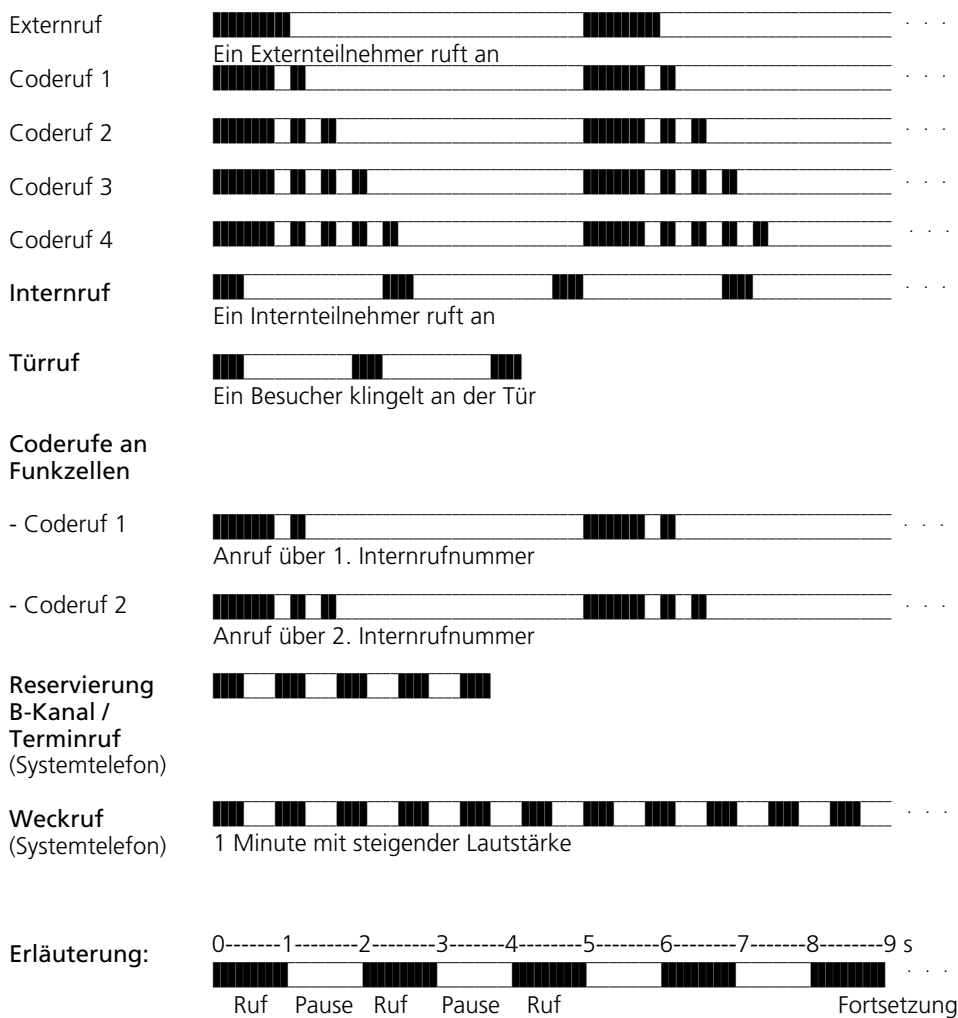 Externruf
. . .
Ein Externteilnehmer ruft an
Coderuf 1
. . .
Coderuf 2
. . .
Coderuf 3
. . .
Coderuf 4
. . .
Internruf
. . .
Ein Internteilnehmer ruft an
Türruf
Ein Besucher klingelt an der Tür
Coderufe an
Funkzellen
- Coderuf 1
. . .
Anruf über 1. Internrufnummer
- Coderuf 2
. . .
Anruf über 2. Internrufnummer
Reservierung
B-Kanal /
Terminruf
(Systemtelefon)
Weckruf
. . .
(Systemtelefon)
1 Minute mit steigender Lautstärke
Erläuterung:
0-------1--------2-------3-------4-------5-------6-------7-------8-------9 s
. . .
Ruf Pause Ruf Pause Ruf Fortsetzung